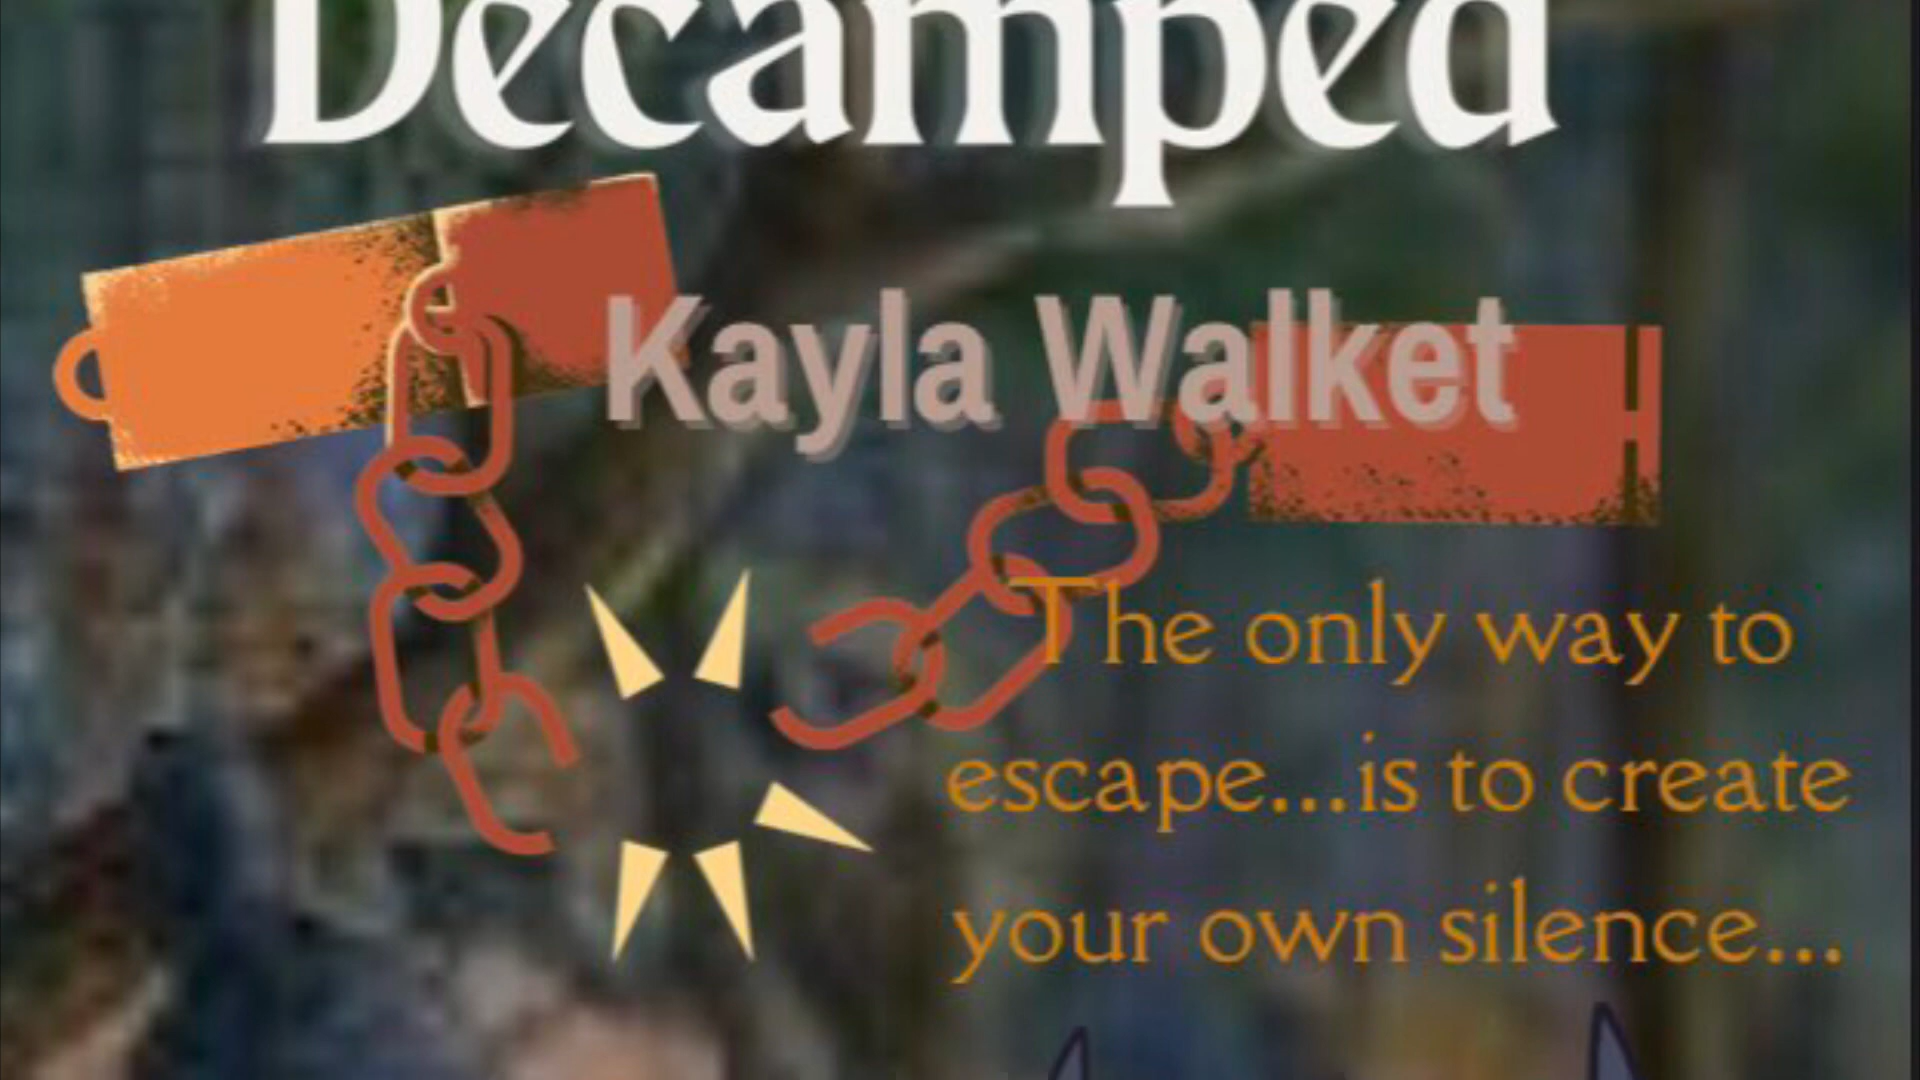 Decamped
Kayla Walket
The only way to
escape...is to create
your own silence...